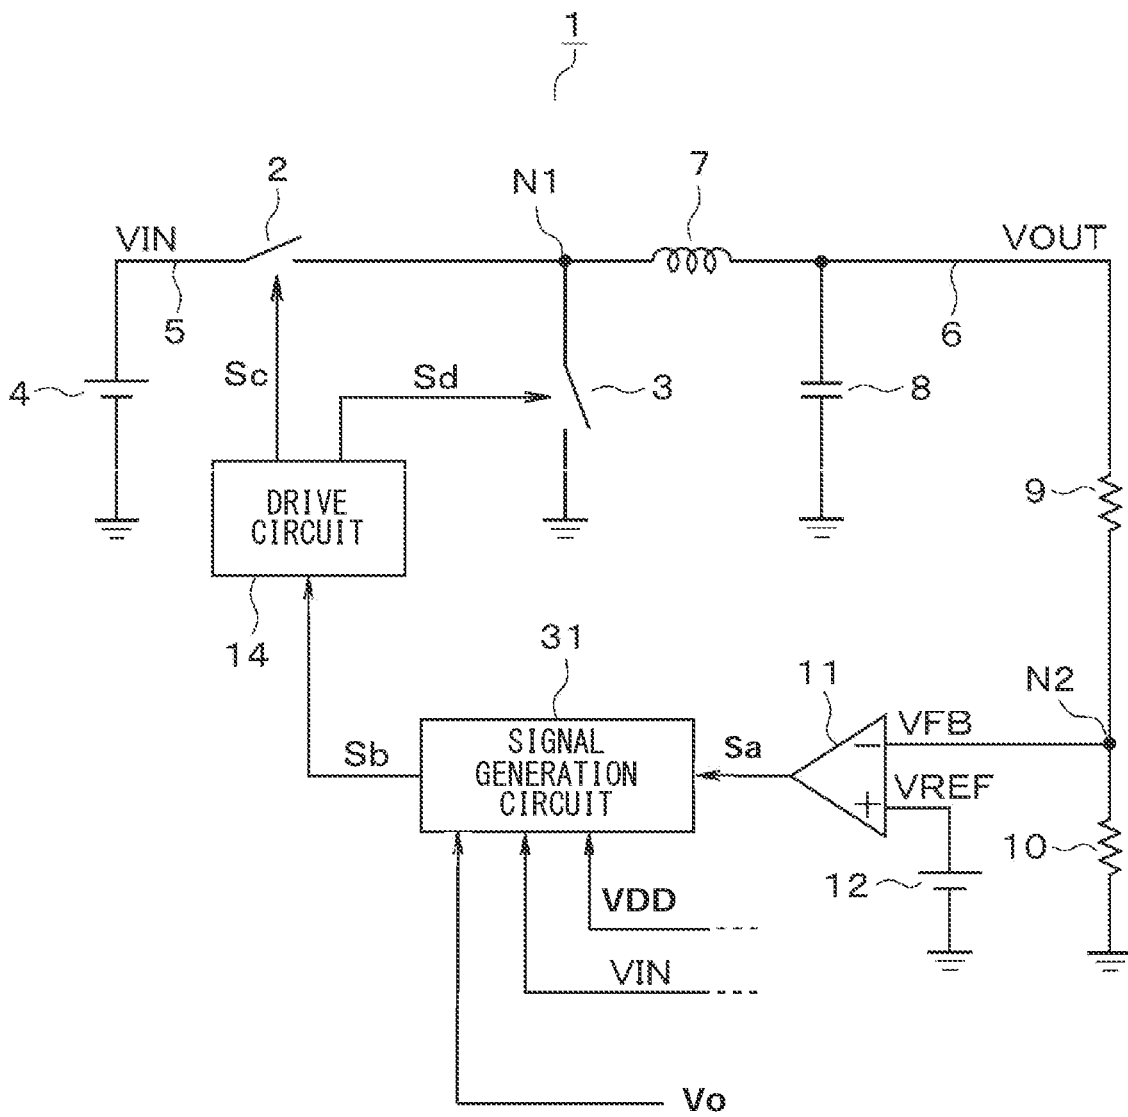 1
2
N1
7
VIN
VOUT
5
6
4
Sc
Sd
3
8
DRIVE
CIRCUIT
9
14
31
11
N2
SIGNAL
GENERATION
CIRCUIT
Sb
Sa
VFB
VREF
10
12
VDD
VIN
Vo